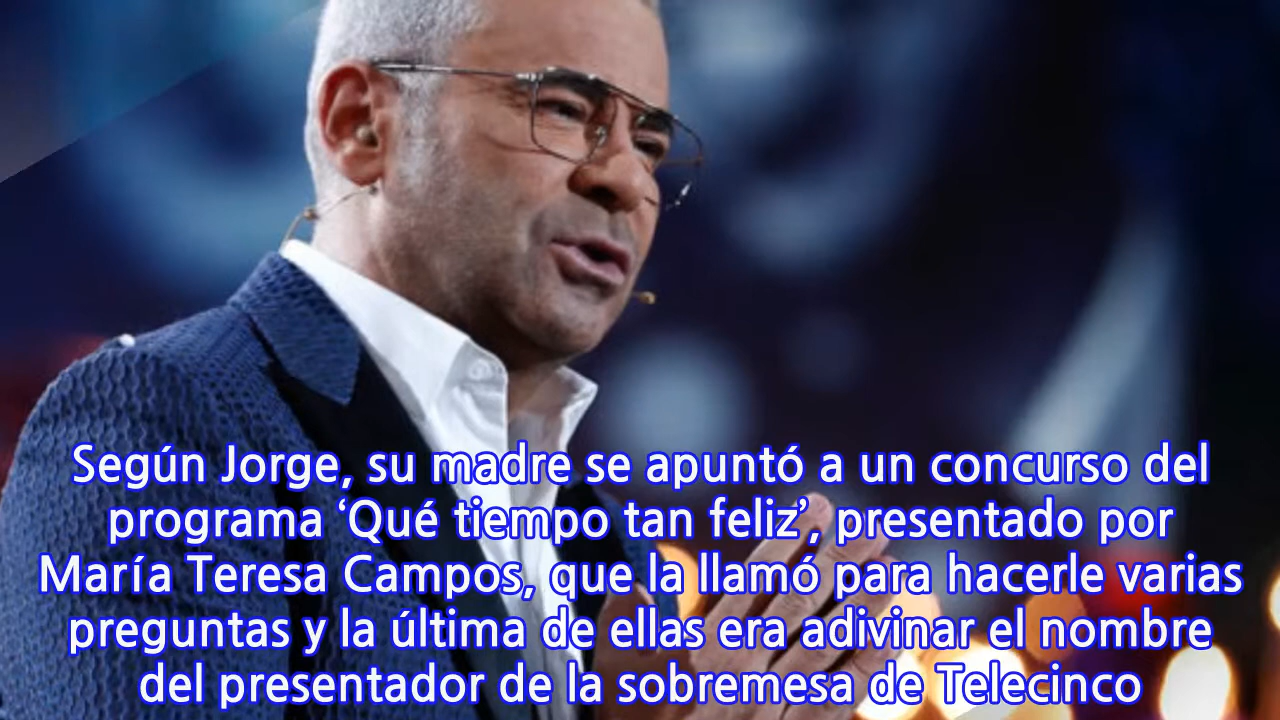 Según Jorge, su madre se apuntó a un concurso del
programa ‘Qué tiempo tan feliz’, presentado por
María Teresa Campos, que la llamó para hacerle varias
preguntas y la última de ellas era adivinar el nombre
del presentador de la sobremesa de Telecinco